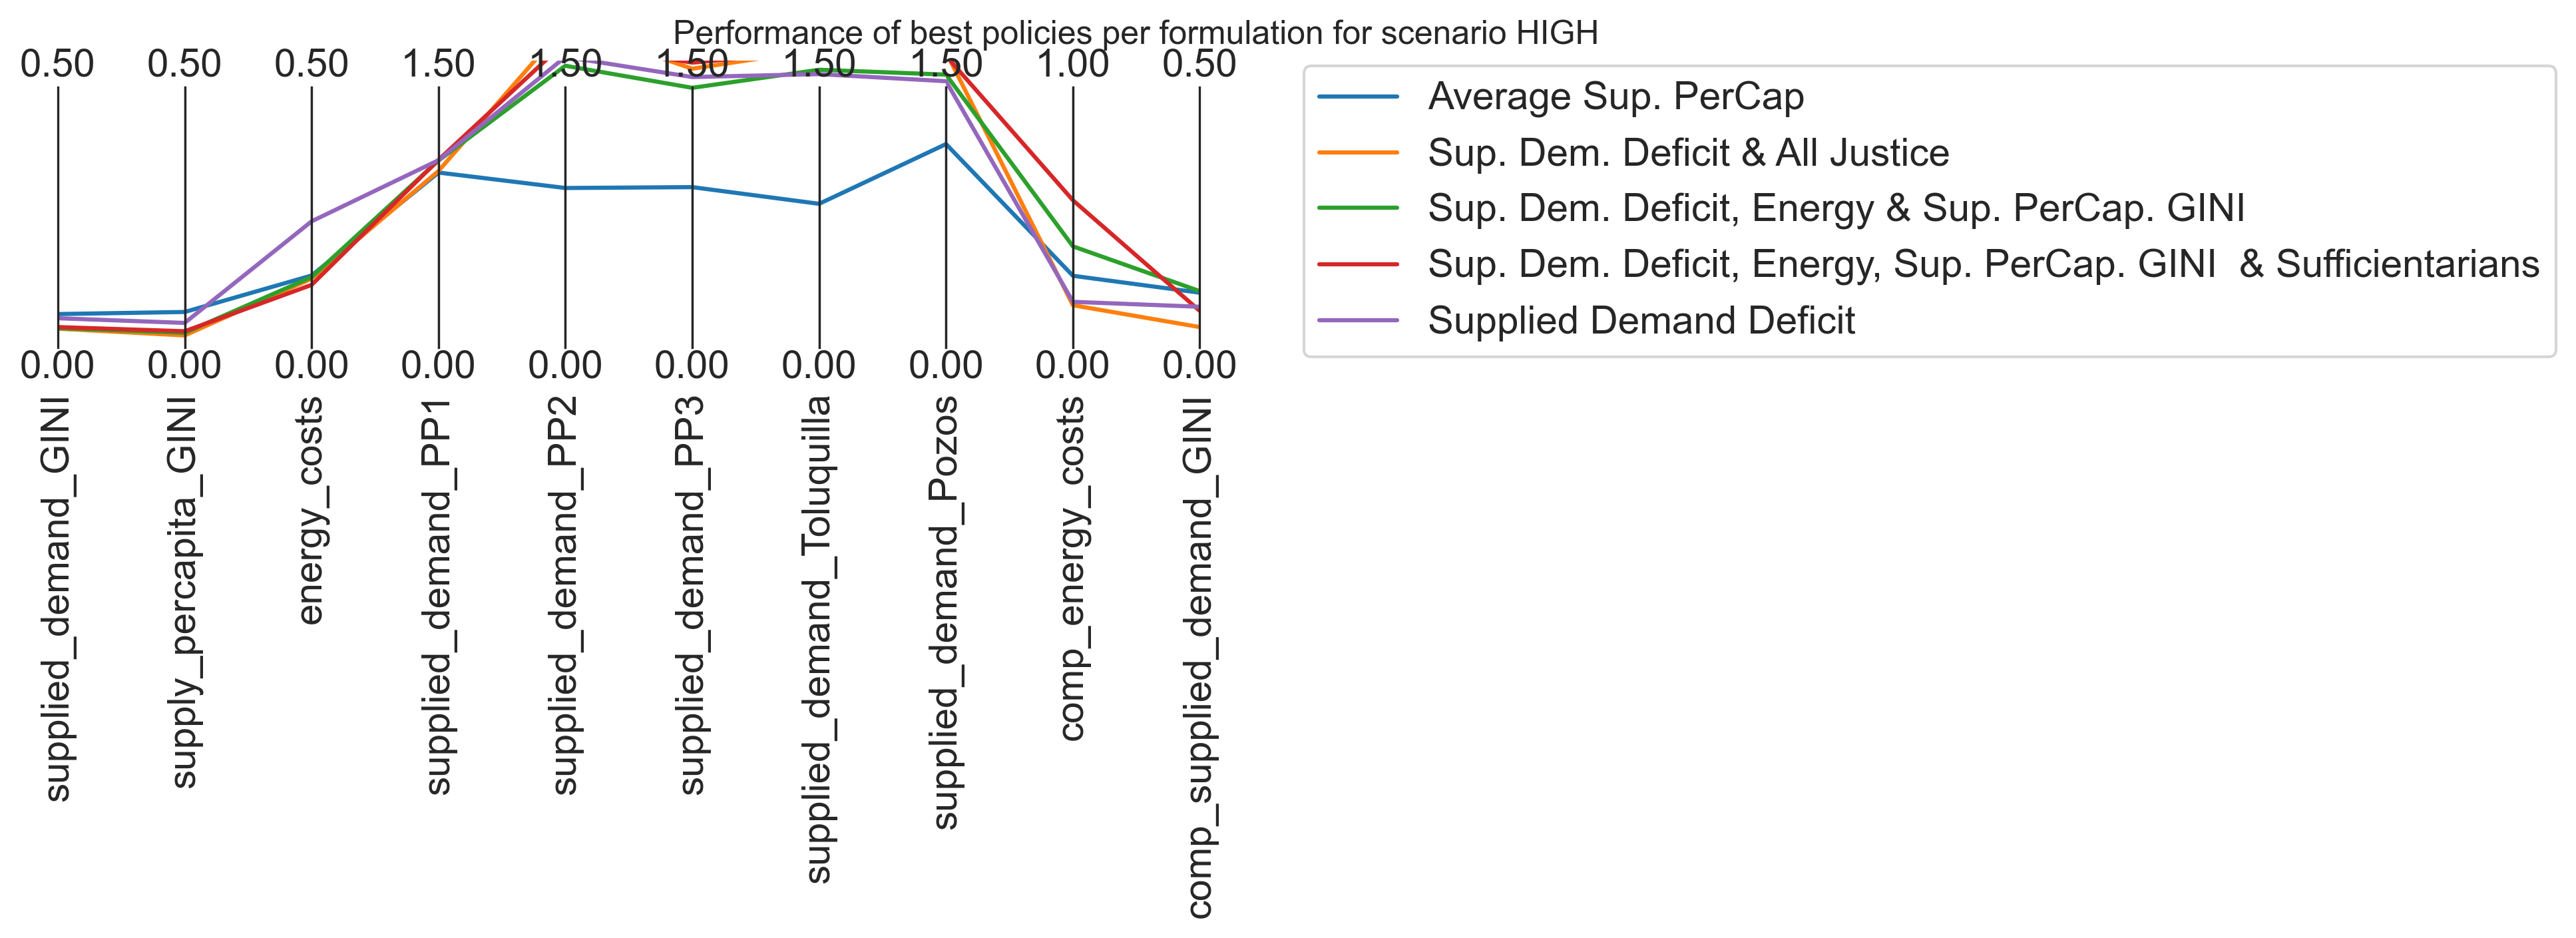 Performance of best policies per formulation for scenario HIGH
0.50 0.50 0.50 1.50 1.50 1.50 1.50 1.50 1.00 0.50
Average Sup. PerCap
Sup. Dem. Deficit & All Justice
Sup. Dem. Deficit, Energy & Sup. PerCap. GINI
Sup. Dem. Deficit, Energy, Sup. PerCap. GINI & Sufficientarians
Supplied Demand Deficit
0.00 0.00 0.00 0.00 0.00 0.00 0.00 0.00 0.00 0.00
supplied_demand_GINI
supply_percapita_GINI
energy_costs
supplied_demand_PP1
supplied_demand_PP2
supplied_demand_PP3
supplied_demand_Toluquilla
supplied_demand_Pozos
comp_energy_costs
comp_supplied_demand_GINI